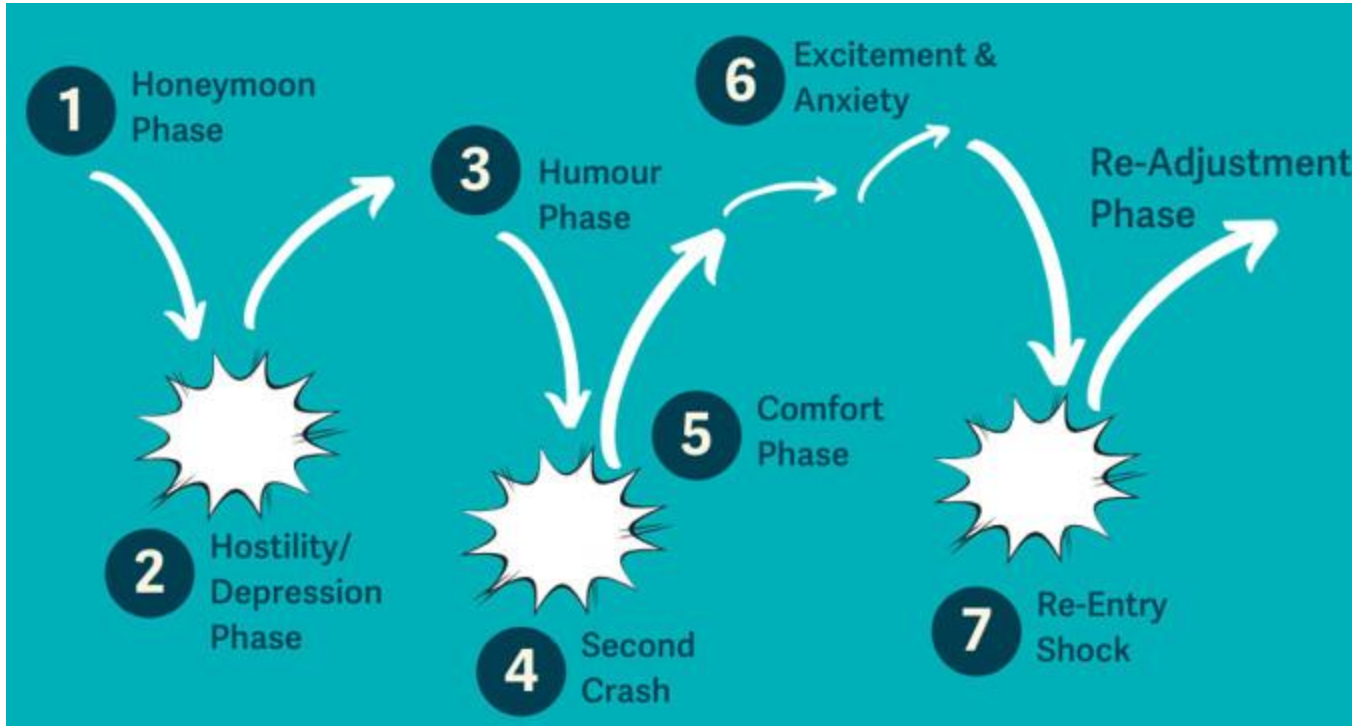 1
Honeymoon
Phase
2
Hostility/
Depression
Phase
3
Humour
Phase
4
Second
Crash
5
Comfort
Phase
6
Excitement &
Anxiety
7
Re-Entry
Shock
Re-Adjustment
Phase